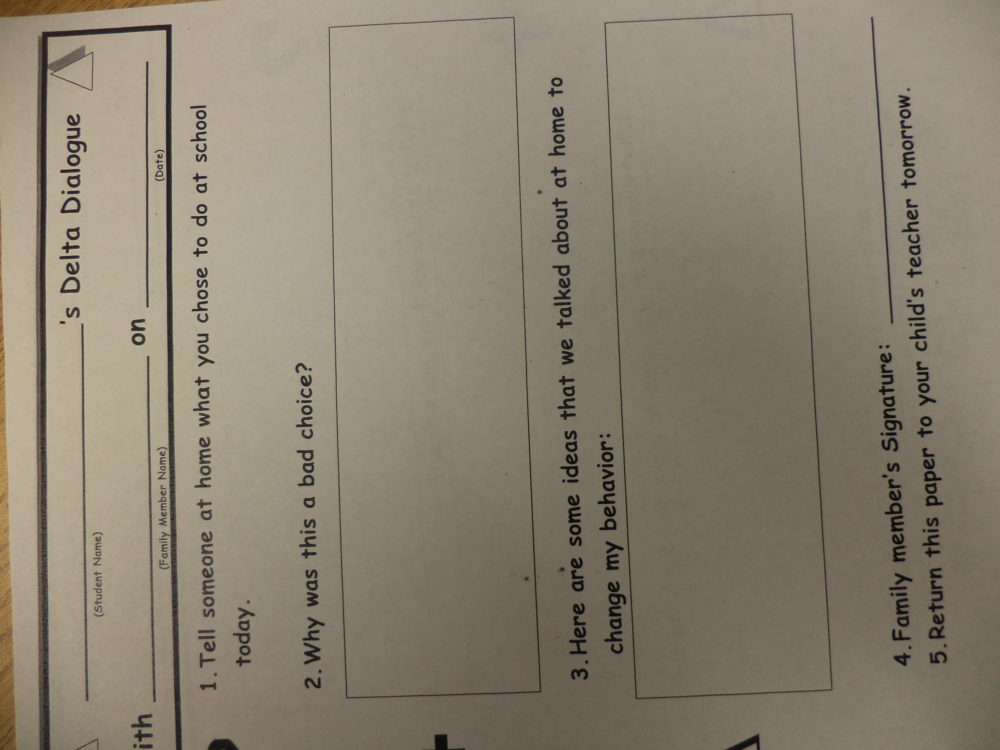 's Delta Dialogue
(Student Name)
on
(Family Member Name) (Date)
1. Tell someone at home what you chose to do at school
today.
2. Why was this a bad choice?
3. Here are some ideas that we talked about at home to
change my behavior:
4. Family member's Signature:
5. Return this paper to your child's teacher tomorrow.